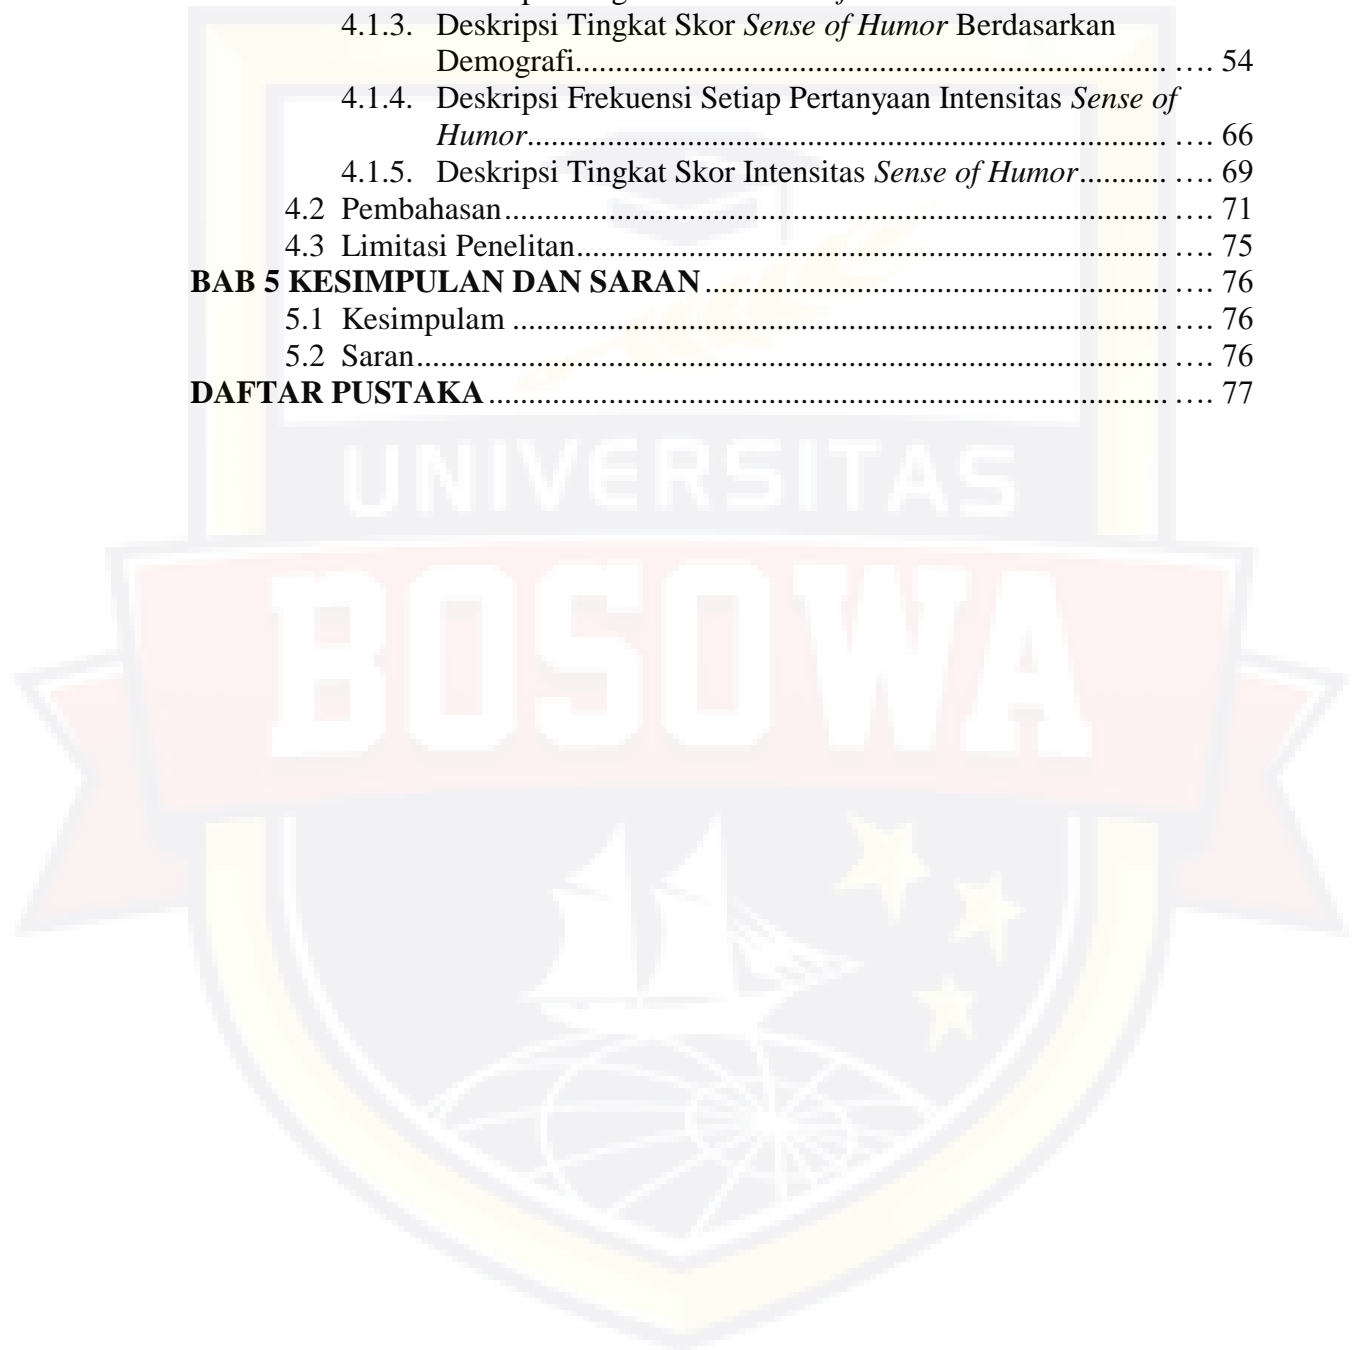 4.1.3. Deskripsi Tingkat Skor Sense of Humor Berdasarkan
Demografi.......................................................................... …. 54
4.1.4. Deskripsi Frekuensi Setiap Pertanyaan Intensitas Sense of
Humor................................................................................ …. 66
4.1.5. Deskripsi Tingkat Skor Intensitas Sense of Humor........... …. 69
4.2 Pembahasan................................................................................... …. 71
4.3 Limitasi Penelitan.......................................................................... …. 75
BAB 5 KESIMPULAN DAN SARAN.......................................................... …. 76
5.1 Kesimpulam .................................................................................. …. 76
5.2 Saran.............................................................................................. …. 76
DAFTAR PUSTAKA..................................................................................... …. 77
UNIVERSITAS
BOSOWA